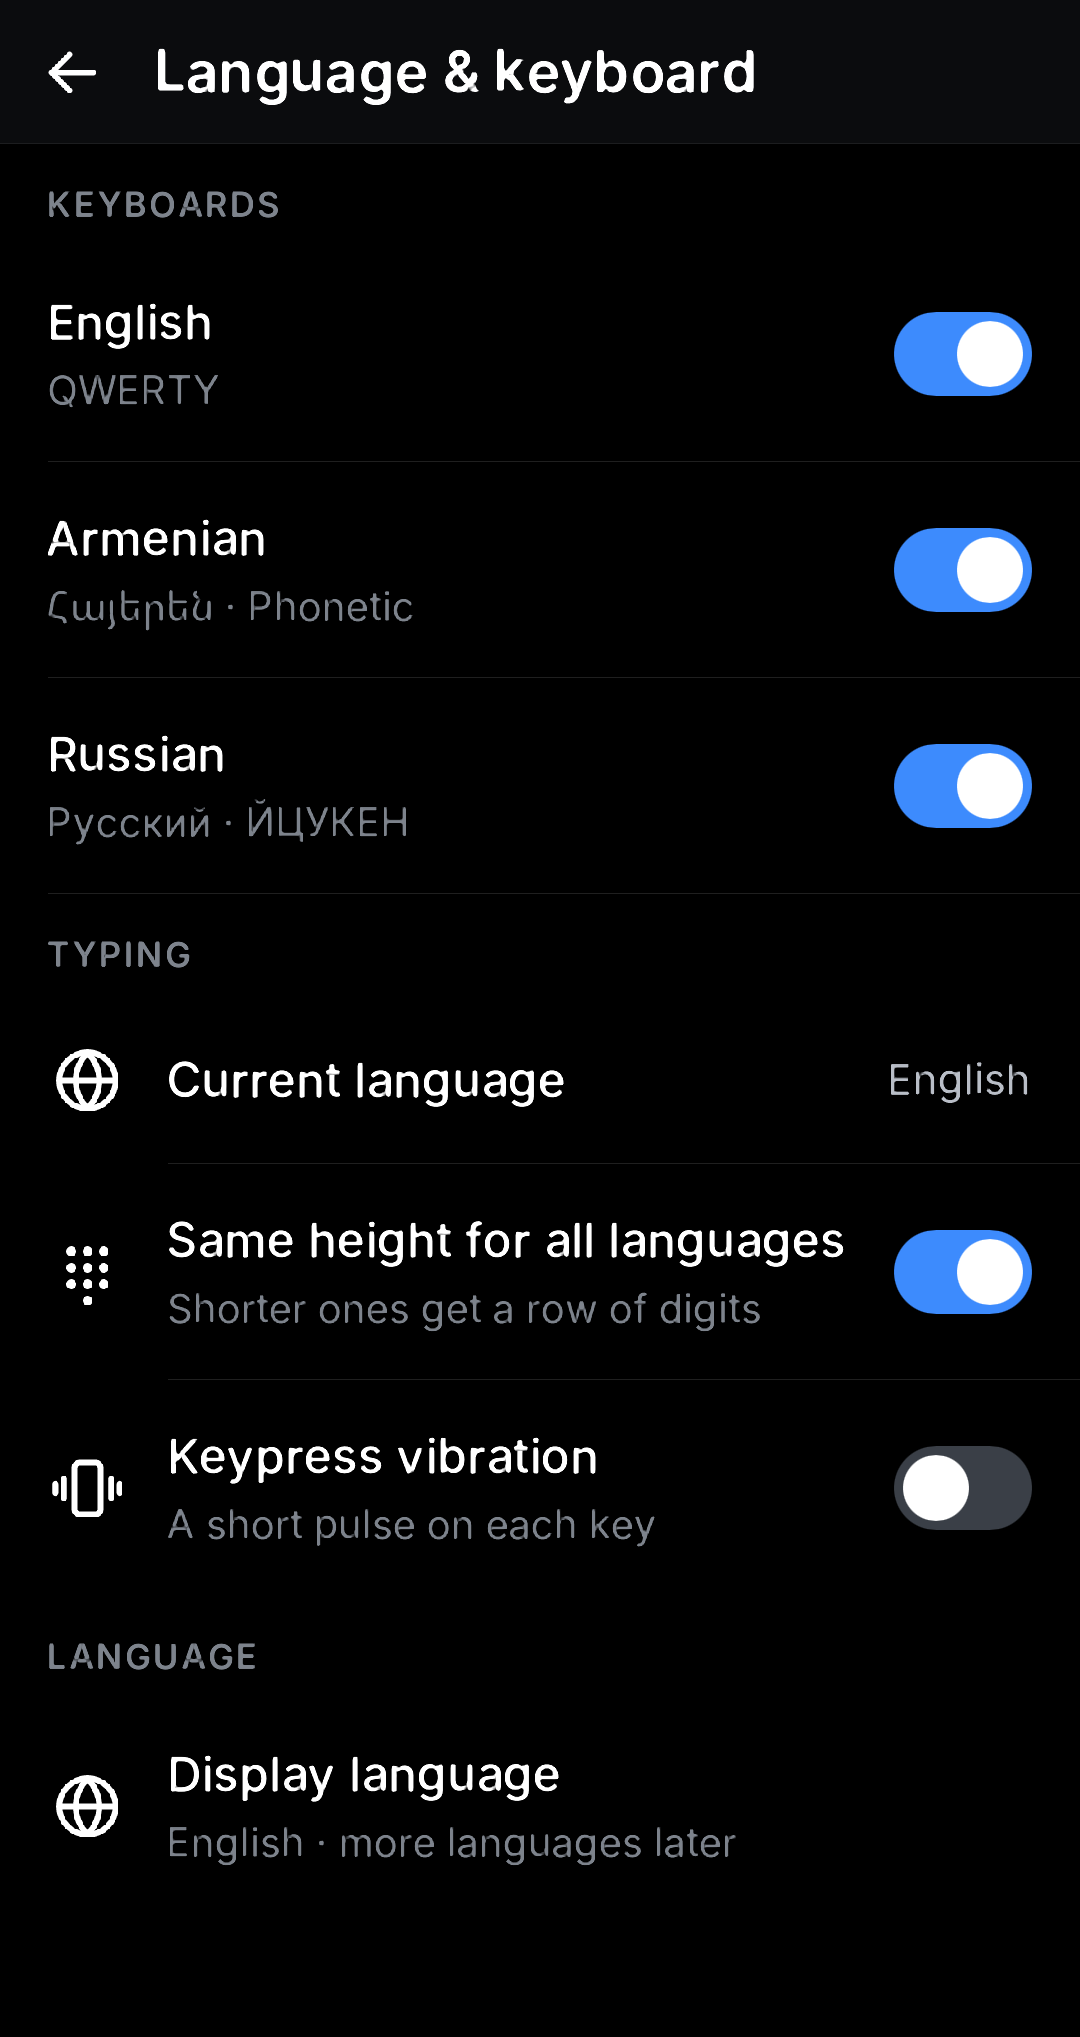 Language & keyboard
KEYBOARDS
English
QWERTY
Armenian
Հայերեն · Phonetic
Russian
Русский · ЙЦУКЕН
TYPING
Current language English
Same height for all languages
Shorter ones get a row of digits
Keypress vibration
A short pulse on each key
LANGUAGE
Display language
English · more languages later